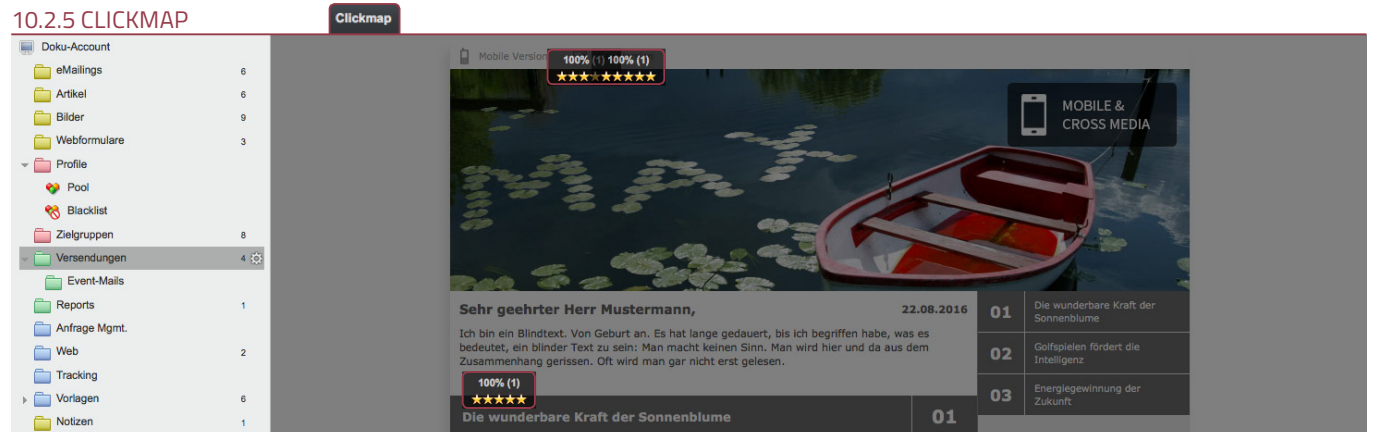 10.2.5 CLICKMAP
Clickmap
Doku-Account
eMailings 6
Artikel 6
Bilder 9
Webformulare 3
Profile
Pool
Blacklist
Zielgruppen 8
Versendungen 4
Event-Mails
Reports 1
Anfrage Mgmt.
Web 2
Tracking
Vorlagen 6
Notizen 1
Mobile Version
100% (1) 100% (1)
MAX
MOBILE &
CROSS MEDIA
Sehr geehrter Herr Mustermann, 22.08.2016
Ich bin ein Blindtext. Von Geburt an. Es hat lange gedauert, bis ich begriffen habe, was es
bedeutet, ein blinder Text zu sein: Man macht keinen Sinn. Man wird hier und da aus dem
Zusammenhang gerissen. Oft wird man gar nicht erst gelesen.
100% (1)
Die wunderbare Kraft der Sonnenblume 01
01 Die wunderbare Kraft der
Sonnenblume
02 Golfspielen fördert die
Intelligenz
03 Energiegewinnung der
Zukunft